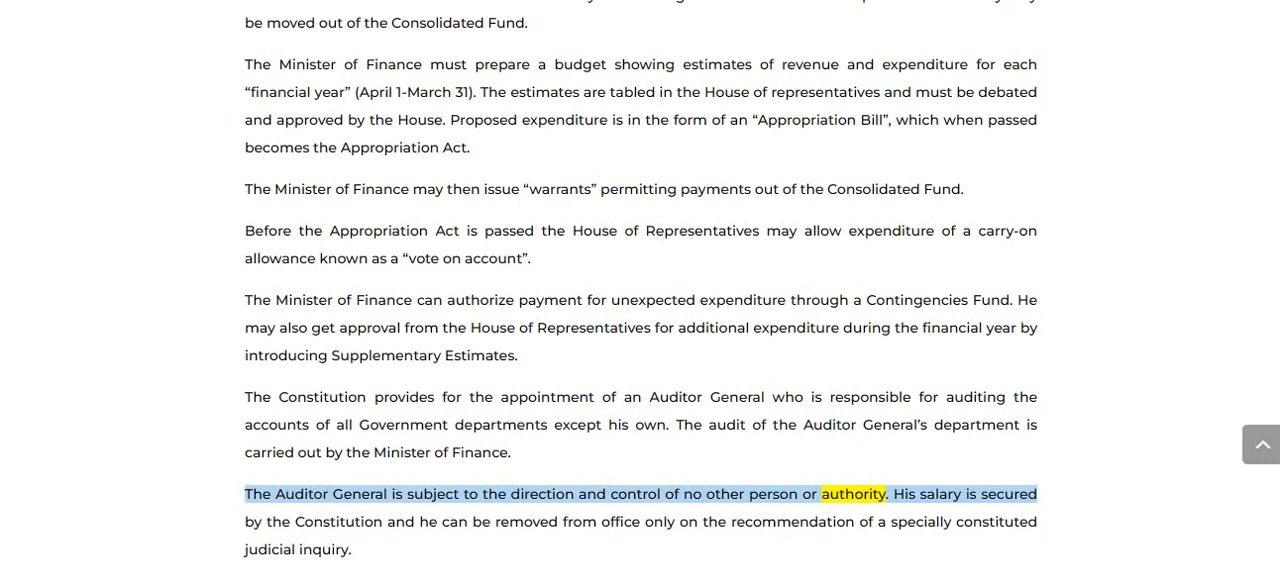 be moved out of the Consolidated Fund.
The Minister of Finance must prepare a budget showing estimates of revenue and expenditure for each
“financial year” (April 1-March 31). The estimates are tabled in the House of representatives and must be debated
and approved by the House. Proposed expenditure is in the form of an “Appropriation Bill”, which when passed
becomes the Appropriation Act.
The Minister of Finance may then issue “warrants” permitting payments out of the Consolidated Fund.
Before the Appropriation Act is passed the House of Representatives may allow expenditure of a carry-on
allowance known as a “vote on account”.
The Minister of Finance can authorize payment for unexpected expenditure through a Contingencies Fund. He
may also get approval from the House of Representatives for additional expenditure during the financial year by
introducing Supplementary Estimates.
The Constitution provides for the appointment of an Auditor General who is responsible for auditing the
accounts of all Government departments except his own. The audit of the Auditor General’s department is
carried out by the Minister of Finance.
The Auditor General is subject to the direction and control of no other person or authority. His salary is secured
by the Constitution and he can be removed from office only on the recommendation of a specially constituted
judicial inquiry.